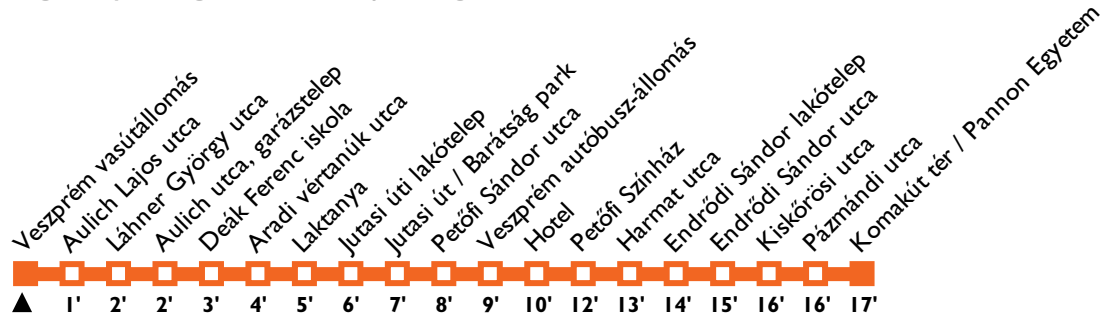 Veszprém vasútállomás
Aulich Lajos utca
Láhner György utca
Aulich utca, garázstelep
Deák Ferenc iskola
Aradi vértanúk utca
Laktanya
Jutasi úti lakótelep
Jutasi út / Barátság park
Petőfi Sándor utca
Veszprém autóbusz-állomás
Hotel
Petőfi Színház
Harmat utca
Endrődi Sándor lakótelep
Endrődi Sándor utca
Kiskőrösi utca
Pázmándi utca
Komakút tér / Pannon Egyetem
1' 2' 2' 3' 4' 5' 6' 7' 8' 9' 10' 12' 13' 14' 15' 16' 16' 17'